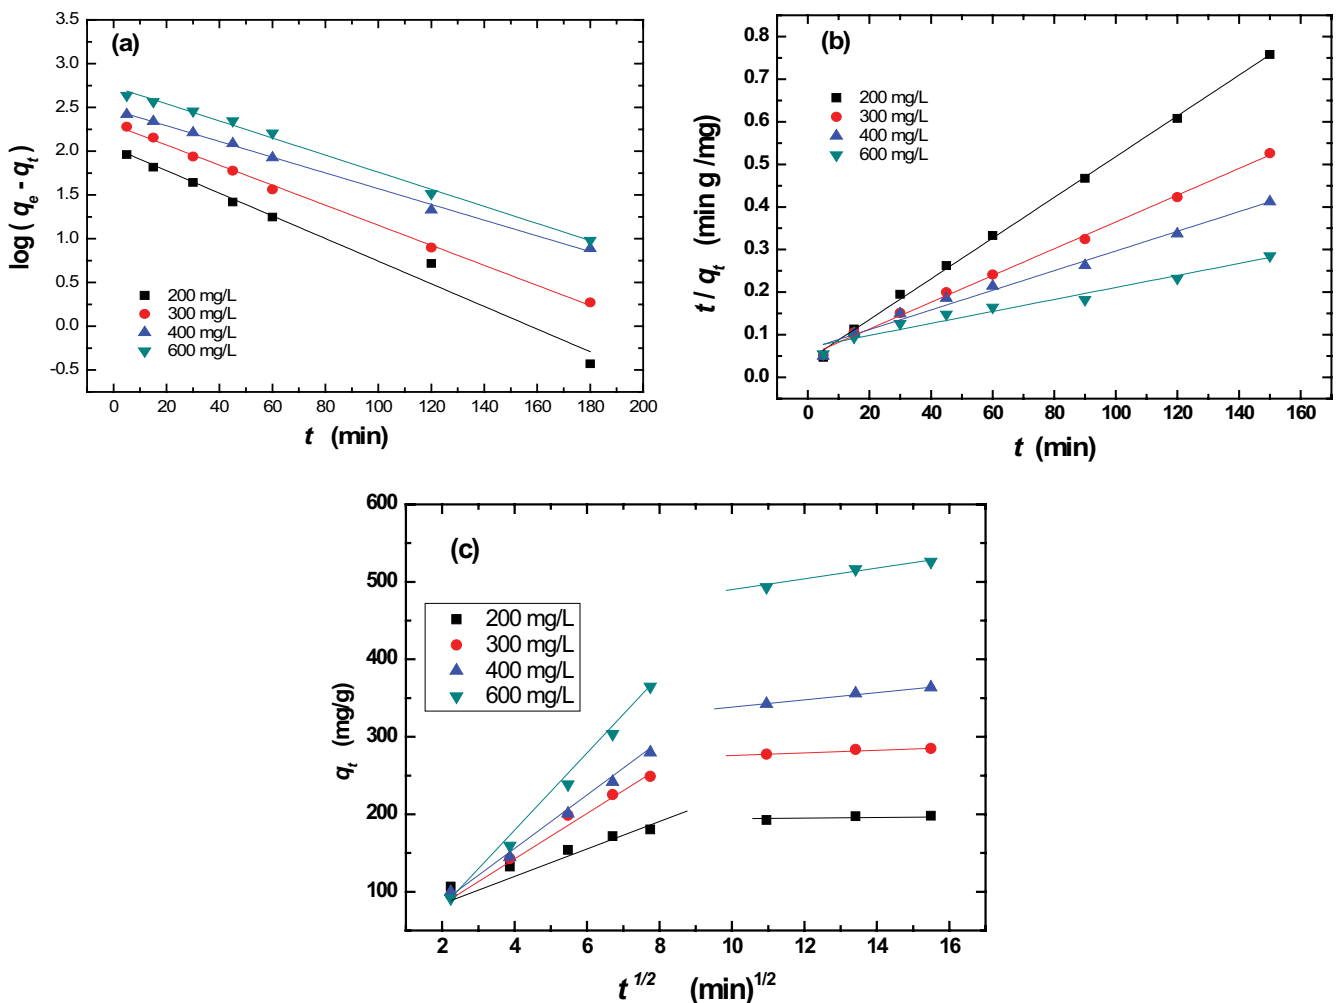 (a)
3.5
3.0
2.5
2.0
1.5
1.0
0.5
0.0
-0.5
log ( q_e - q_t )
200 mg/L
300 mg/L
400 mg/L
600 mg/L
0 20 40 60 80 100 120 140 160 180 200
t (min)
(b)
0.8
0.7
0.6
0.5
0.4
0.3
0.2
0.1
0.0
t / q_t (min g /mg)
200 mg/L
300 mg/L
400 mg/L
600 mg/L
0 20 40 60 80 100 120 140 160
t (min)
(c)
600
500
400
300
200
100
q_t (mg/g)
200 mg/L
300 mg/L
400 mg/L
600 mg/L
2 4 6 8 10 12 14 16
t^{1/2} (min)^{1/2}